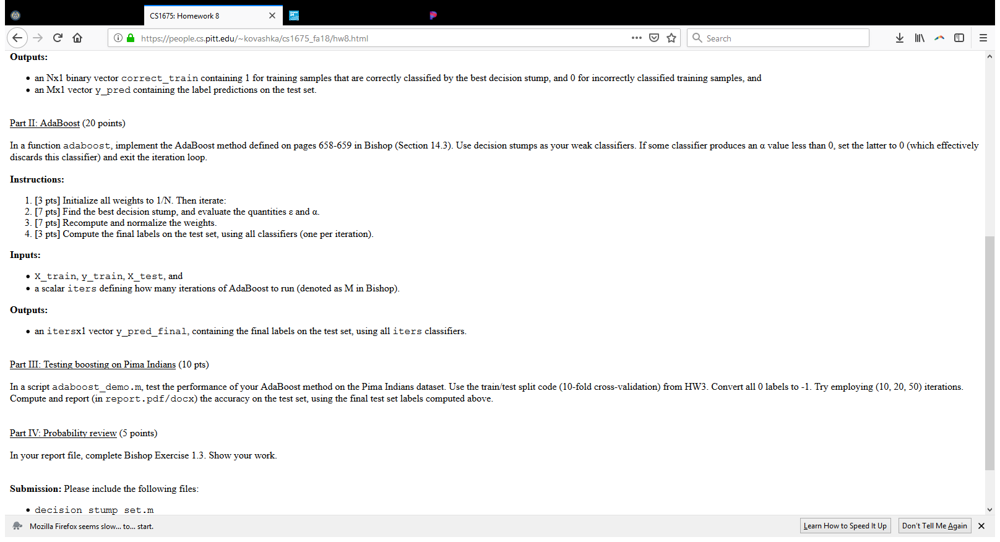 CS1675: Homework 8
https://people.cs.pitt.edu/~kovashka/cs1675_fa18/hw8.html
Search
Outputs:
• an Nx1 binary vector correct_train containing 1 for training samples that are correctly classified by the best decision stump, and 0 for incorrectly classified training samples, and
• an Mx1 vector y_pred containing the label predictions on the test set.
Part II: AdaBoost (20 points)
In a function adaboost, implement the AdaBoost method defined on pages 658-659 in Bishop (Section 14.3). Use decision stumps as your weak classifiers. If some classifier produces an α value less than 0, set the latter to 0 (which effectively
discards this classifier) and exit the iteration loop.
Instructions:
1. [3 pts] Initialize all weights to 1/N. Then iterate:
2. [7 pts] Find the best decision stump, and evaluate the quantities ε and α.
3. [7 pts] Recompute and normalize the weights.
4. [3 pts] Compute the final labels on the test set, using all classifiers (one per iteration).
Inputs:
• X_train, y_train, X_test, and
• a scalar iters defining how many iterations of AdaBoost to run (denoted as M in Bishop).
Outputs:
• an itersx1 vector y_pred_final, containing the final labels on the test set, using all iters classifiers.
Part III: Testing boosting on Pima Indians (10 pts)
In a script adaboost_demo.m, test the performance of your AdaBoost method on the Pima Indians dataset. Use the train/test split code (10-fold cross-validation) from HW3. Convert all 0 labels to -1. Try employing (10, 20, 50) iterations.
Compute and report (in report.pdf/docx) the accuracy on the test set, using the final test set labels computed above.
Part IV: Probability review (5 points)
In your report file, complete Bishop Exercise 1.3. Show your work.
Submission: Please include the following files:
• decision_stump_set.m
Mozilla Firefox seems slow... to... start.
Learn How to Speed It Up
Don't Tell Me Again